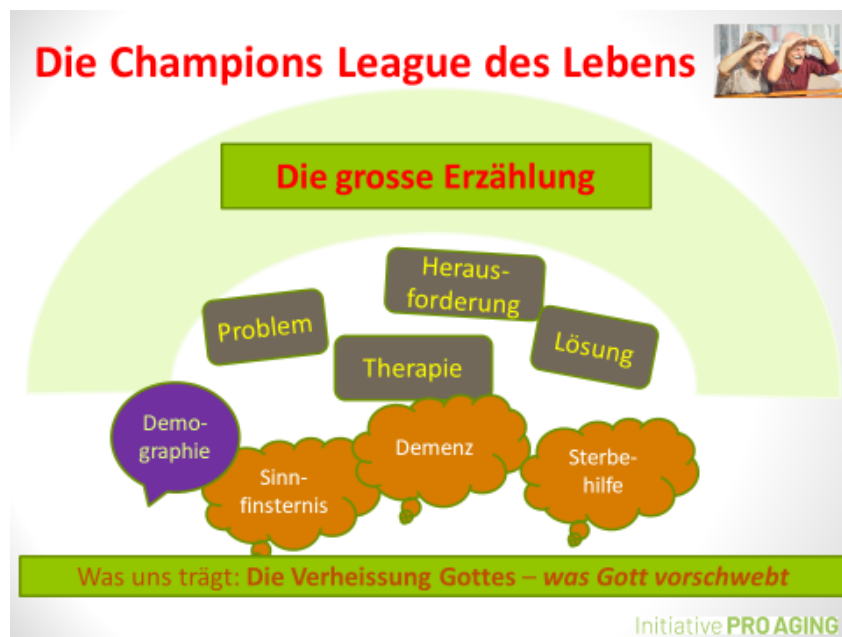 Die Champions League des Lebens
Die grosse Erzählung
Heraus-
forderung
Problem
Lösung
Therapie
Demo-
graphie
Demenz
Sinn-
finsternis
Sterbe-
hilfe
Was uns trägt: Die Verheissung Gottes – was Gott vorschwebt
Initiative PRO AGING